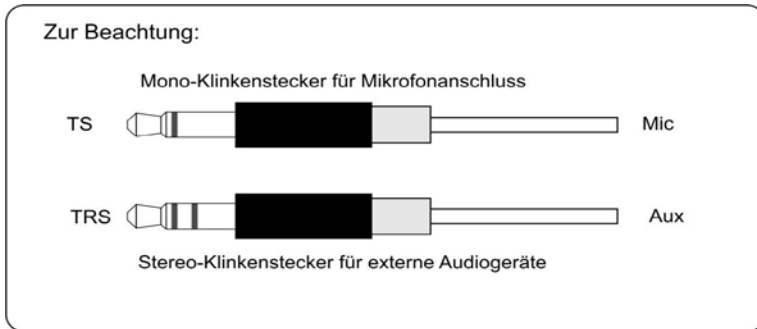 Zur Beachtung:
Mono-Klinkenstecker für Mikrofonanschluss
TS
Mic
TRS
Aux
Stereo-Klinkenstecker für externe Audiogeräte